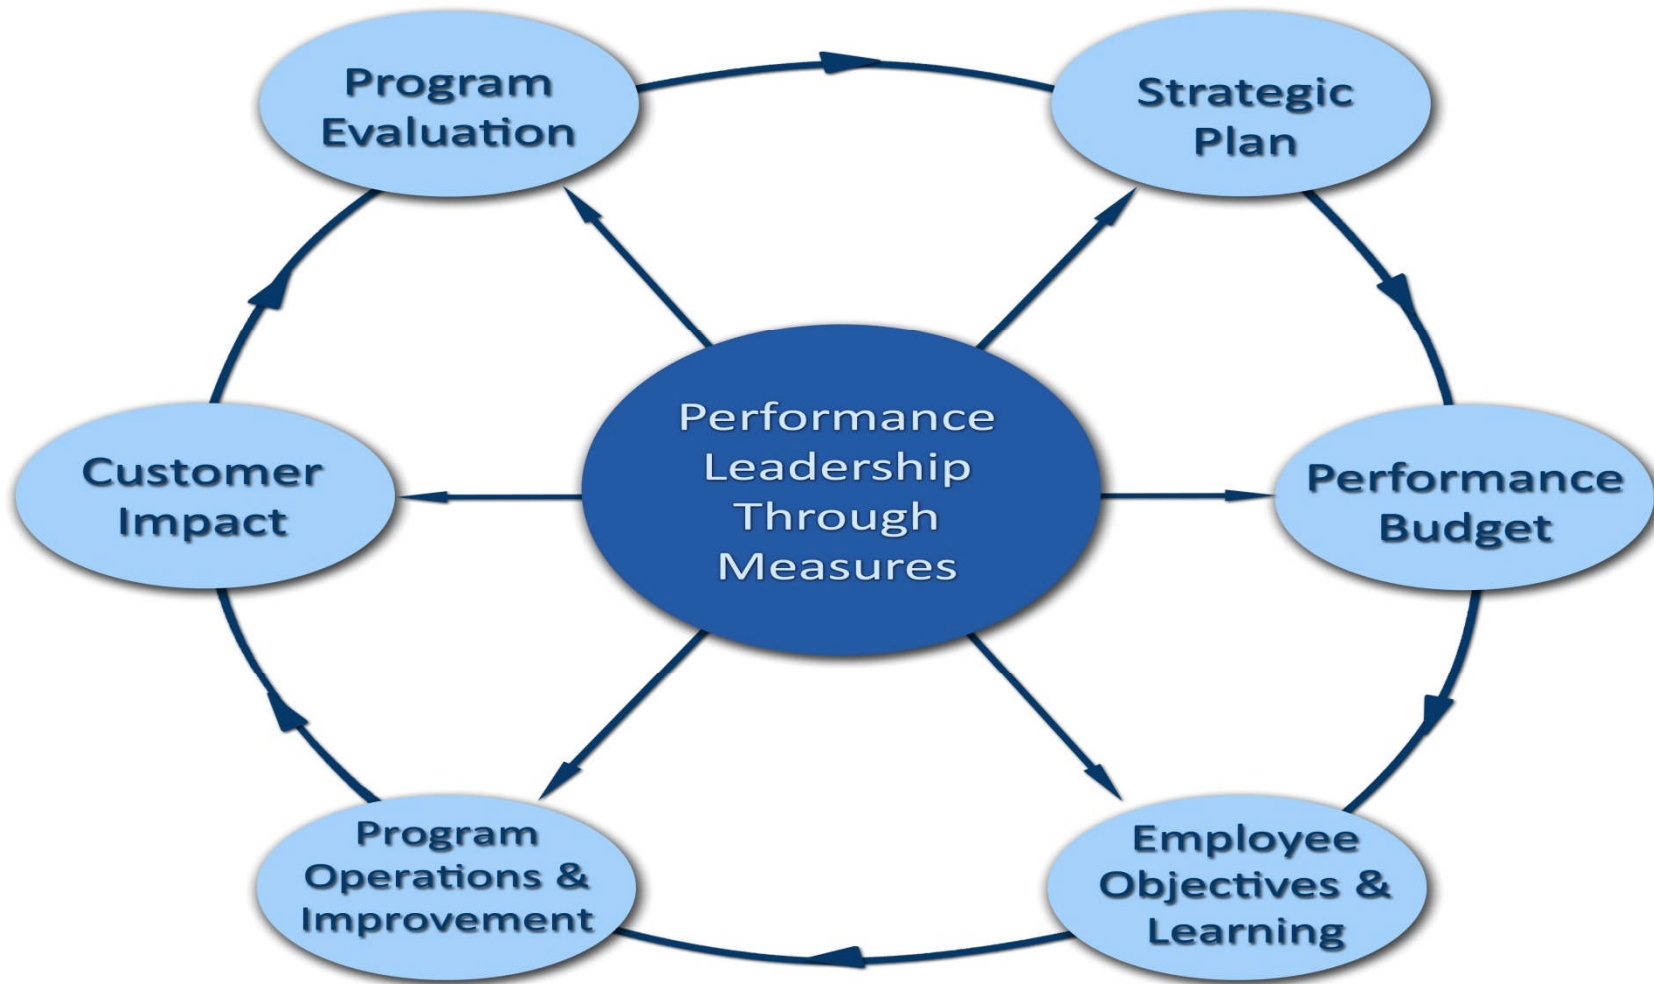 Program
Evaluation
Strategic
Plan
Performance
Leadership
Through
Measures
Customer
Impact
Performance
Budget
Program
Operations &
Improvement
Employee
Objectives &
Learning